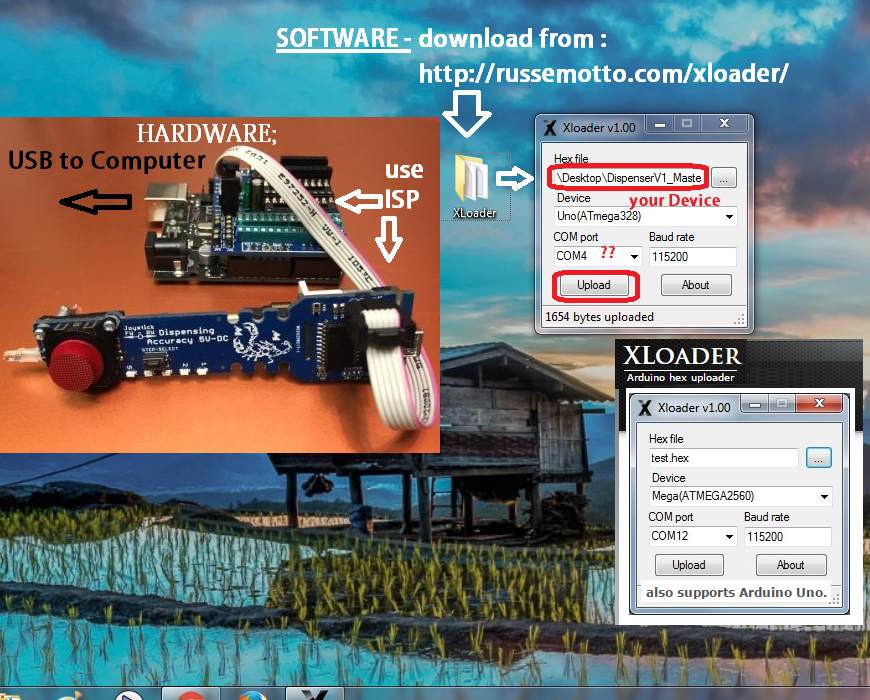 SOFTWARE - download from :
http://russemotto.com/xloader/
HARDWARE;
USB to Computer
use
ISP
Joystick
Dispensing
Accuracy 5V-DC
STEP-SELECT
5
2
1
XLoader
Xloader v1.00
Hex file
\Desktop\DispenserV1_Maste
...
Device
your Device
Uno(ATmega328)
COM port
Baud rate
COM4
??
115200
Upload
About
1654 bytes uploaded
XLOADER
Arduino hex uploader
Xloader v1.00
Hex file
test.hex
...
Device
Mega(ATMEGA2560)
COM port
Baud rate
COM12
115200
Upload
About
also supports Arduino Uno.